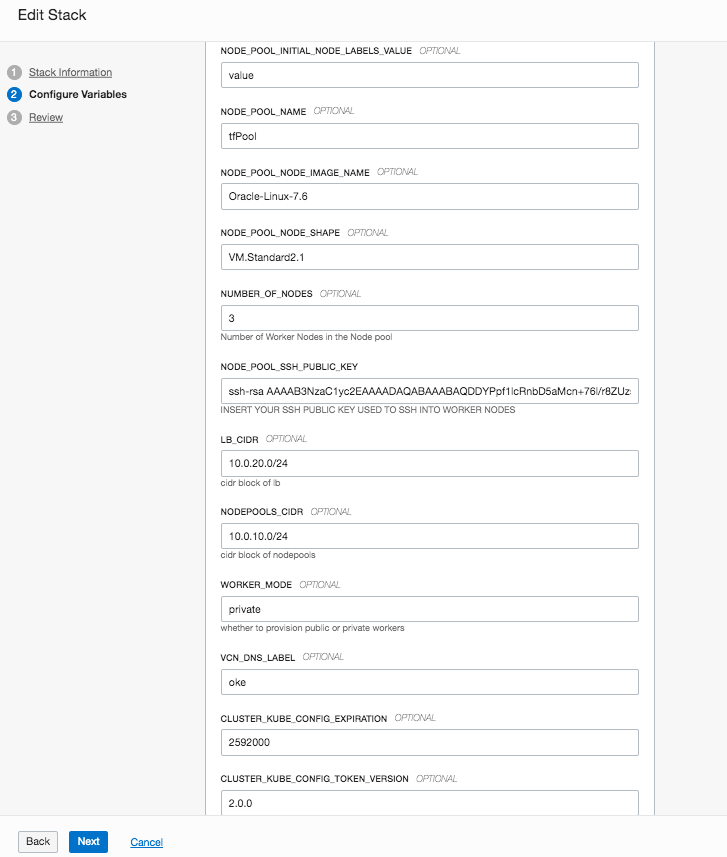 Edit Stack
1 Stack Information
2 Configure Variables
3 Review
NODE_POOL_INITIAL_NODE_LABELS_VALUE OPTIONAL
value
NODE_POOL_NAME OPTIONAL
tfPool
NODE_POOL_NODE_IMAGE_NAME OPTIONAL
Oracle-Linux-7.6
NODE_POOL_NODE_SHAPE OPTIONAL
VM.Standard2.1
NUMBER_OF_NODES OPTIONAL
3
Number of Worker Nodes in the Node pool
NODE_POOL_SSH_PUBLIC_KEY
ssh-rsa AAAAB3NzaC1yc2EAAAADAQABAAABAQDDYPpf1lcRnbD5aMcn+76i/r8ZUz
INSERT YOUR SSH PUBLIC KEY USED TO SSH INTO WORKER NODES
LB_CIDR OPTIONAL
10.0.20.0/24
cidr block of lb
NODEPOOLS_CIDR OPTIONAL
10.0.10.0/24
cidr block of nodepools
WORKER_MODE OPTIONAL
private
whether to provision public or private workers
VCN_DNS_LABEL OPTIONAL
oke
CLUSTER_KUBE_CONFIG_EXPIRATION OPTIONAL
2592000
CLUSTER_KUBE_CONFIG_TOKEN_VERSION OPTIONAL
2.0.0
Back Next Cancel